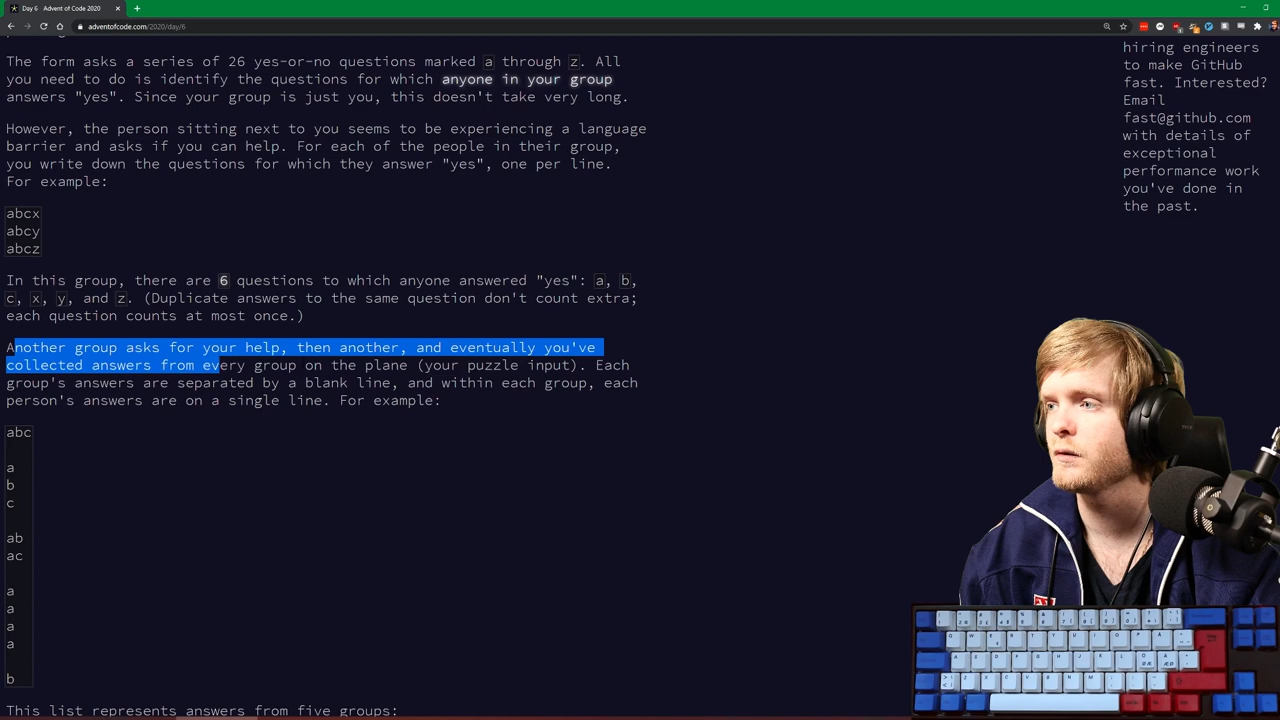 Day 6 - Advent of Code 2020
adventofcode.com/2020/day/6
The form asks a series of 26 yes-or-no questions marked a through z. All
you need to do is identify the questions for which anyone in your group
answers "yes". Since your group is just you, this doesn't take very long.
However, the person sitting next to you seems to be experiencing a language
barrier and asks if you can help. For each of the people in their group,
you write down the questions for which they answer "yes", one per line.
For example:
abcx
abcy
abcz
In this group, there are 6 questions to which anyone answered "yes": a, b,
c, x, y, and z. (Duplicate answers to the same question don't count extra;
each question counts at most once.)
Another group asks for your help, then another, and eventually you've
collected answers from every group on the plane (your puzzle input). Each
group's answers are separated by a blank line, and within each group, each
person's answers are on a single line. For example:
abc
a
b
c
ab
ac
a
a
a
a
b
This list represents answers from five groups:
hiring engineers
to make GitHub
fast. Interested?
Email
fast@github.com
with details of
exceptional
performance work
you've done in
the past.